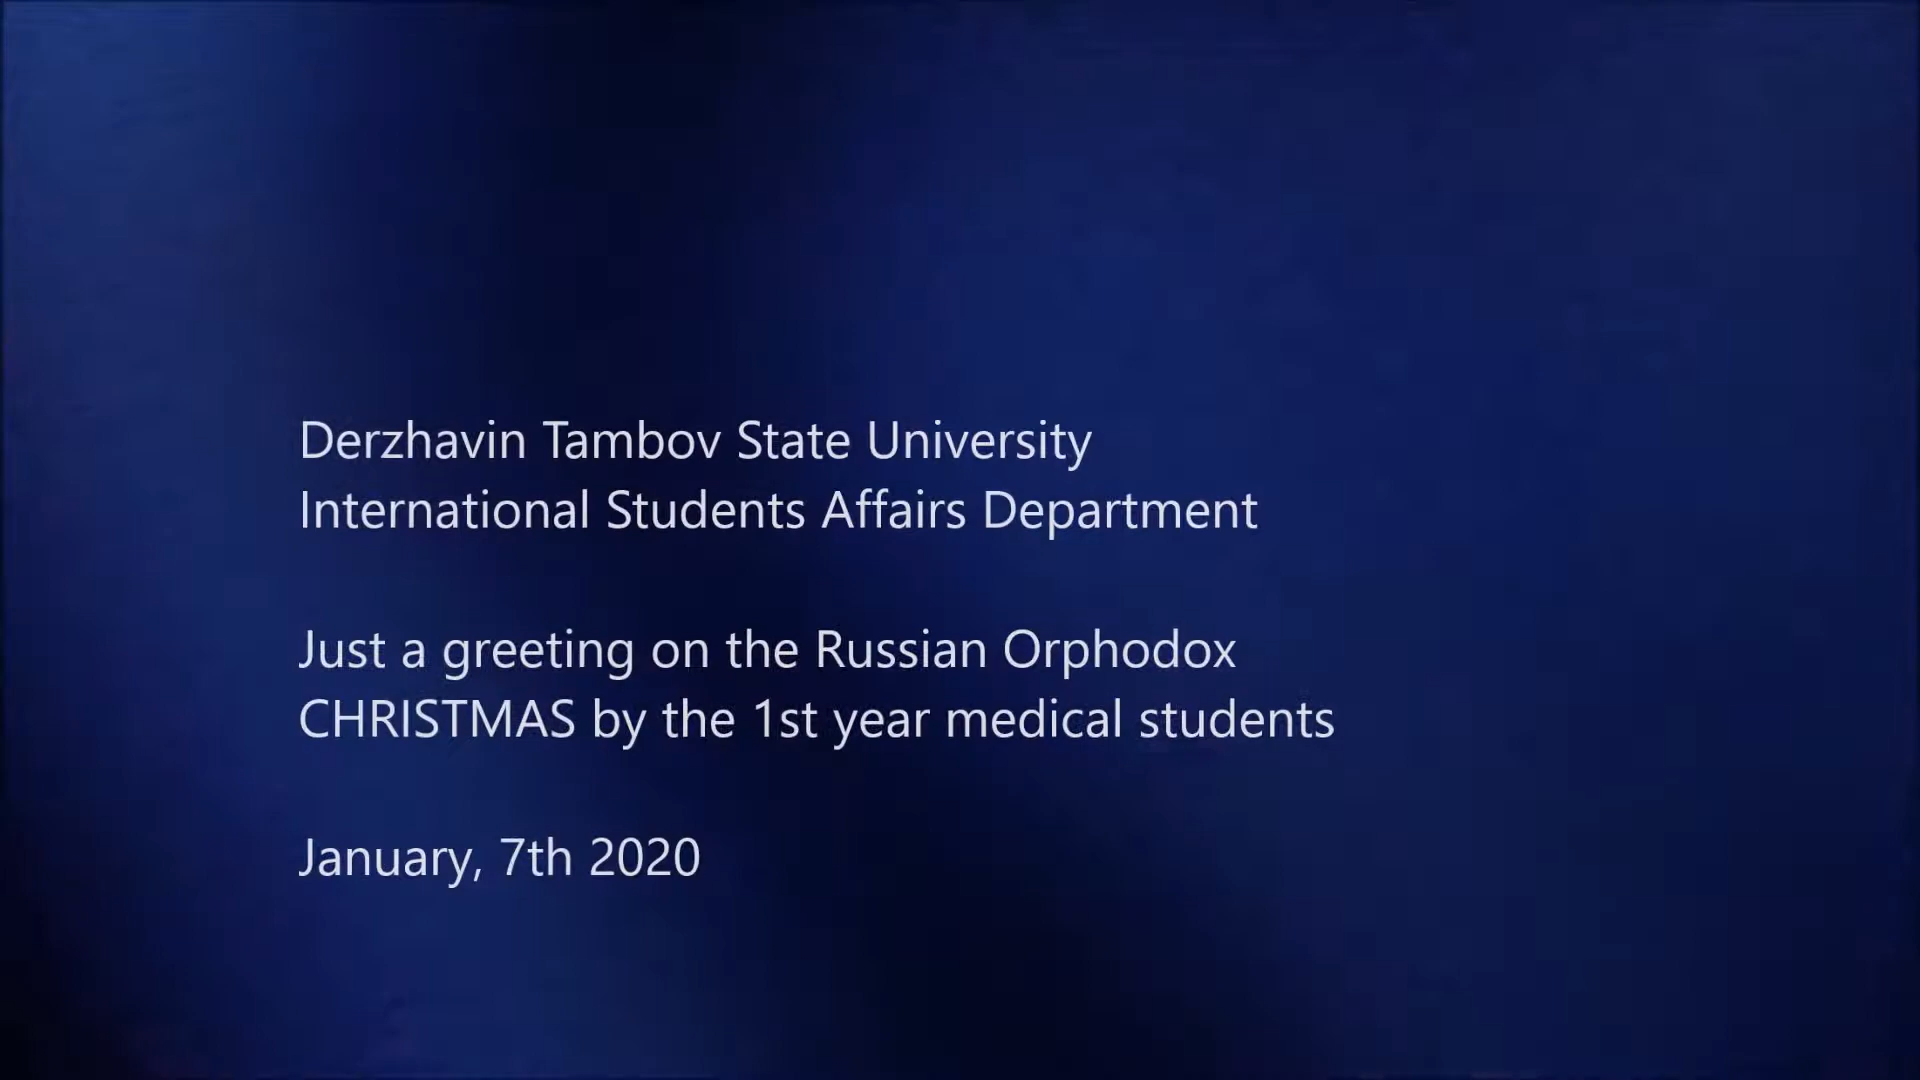 Derzhavin Tambov State University
International Students Affairs Department
Just a greeting on the Russian Orphodox
CHRISTMAS by the 1st year medical students
January, 7th 2020